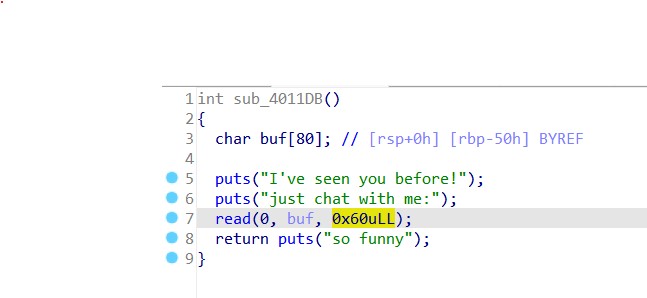 1 int sub_4011DB()
2 {
3 char buf[80]; // [rsp+0h] [rbp-50h] BYREF
4
5 puts("I've seen you before!");
6 puts("just chat with me:");
7 read(0, buf, 0x60uLL);
8 return puts("so funny");
9 }